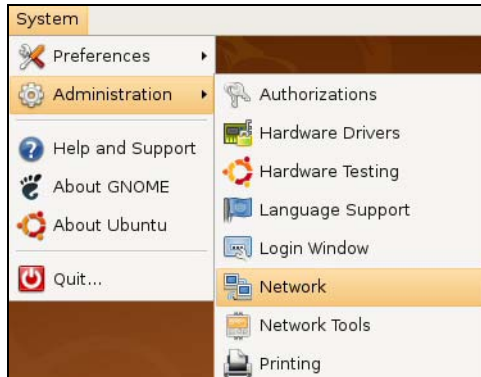 System
Preferences
Administration
Help and Support
About GNOME
About Ubuntu
Quit...
Authorizations
Hardware Drivers
Hardware Testing
Language Support
Login Window
Network
Network Tools
Printing